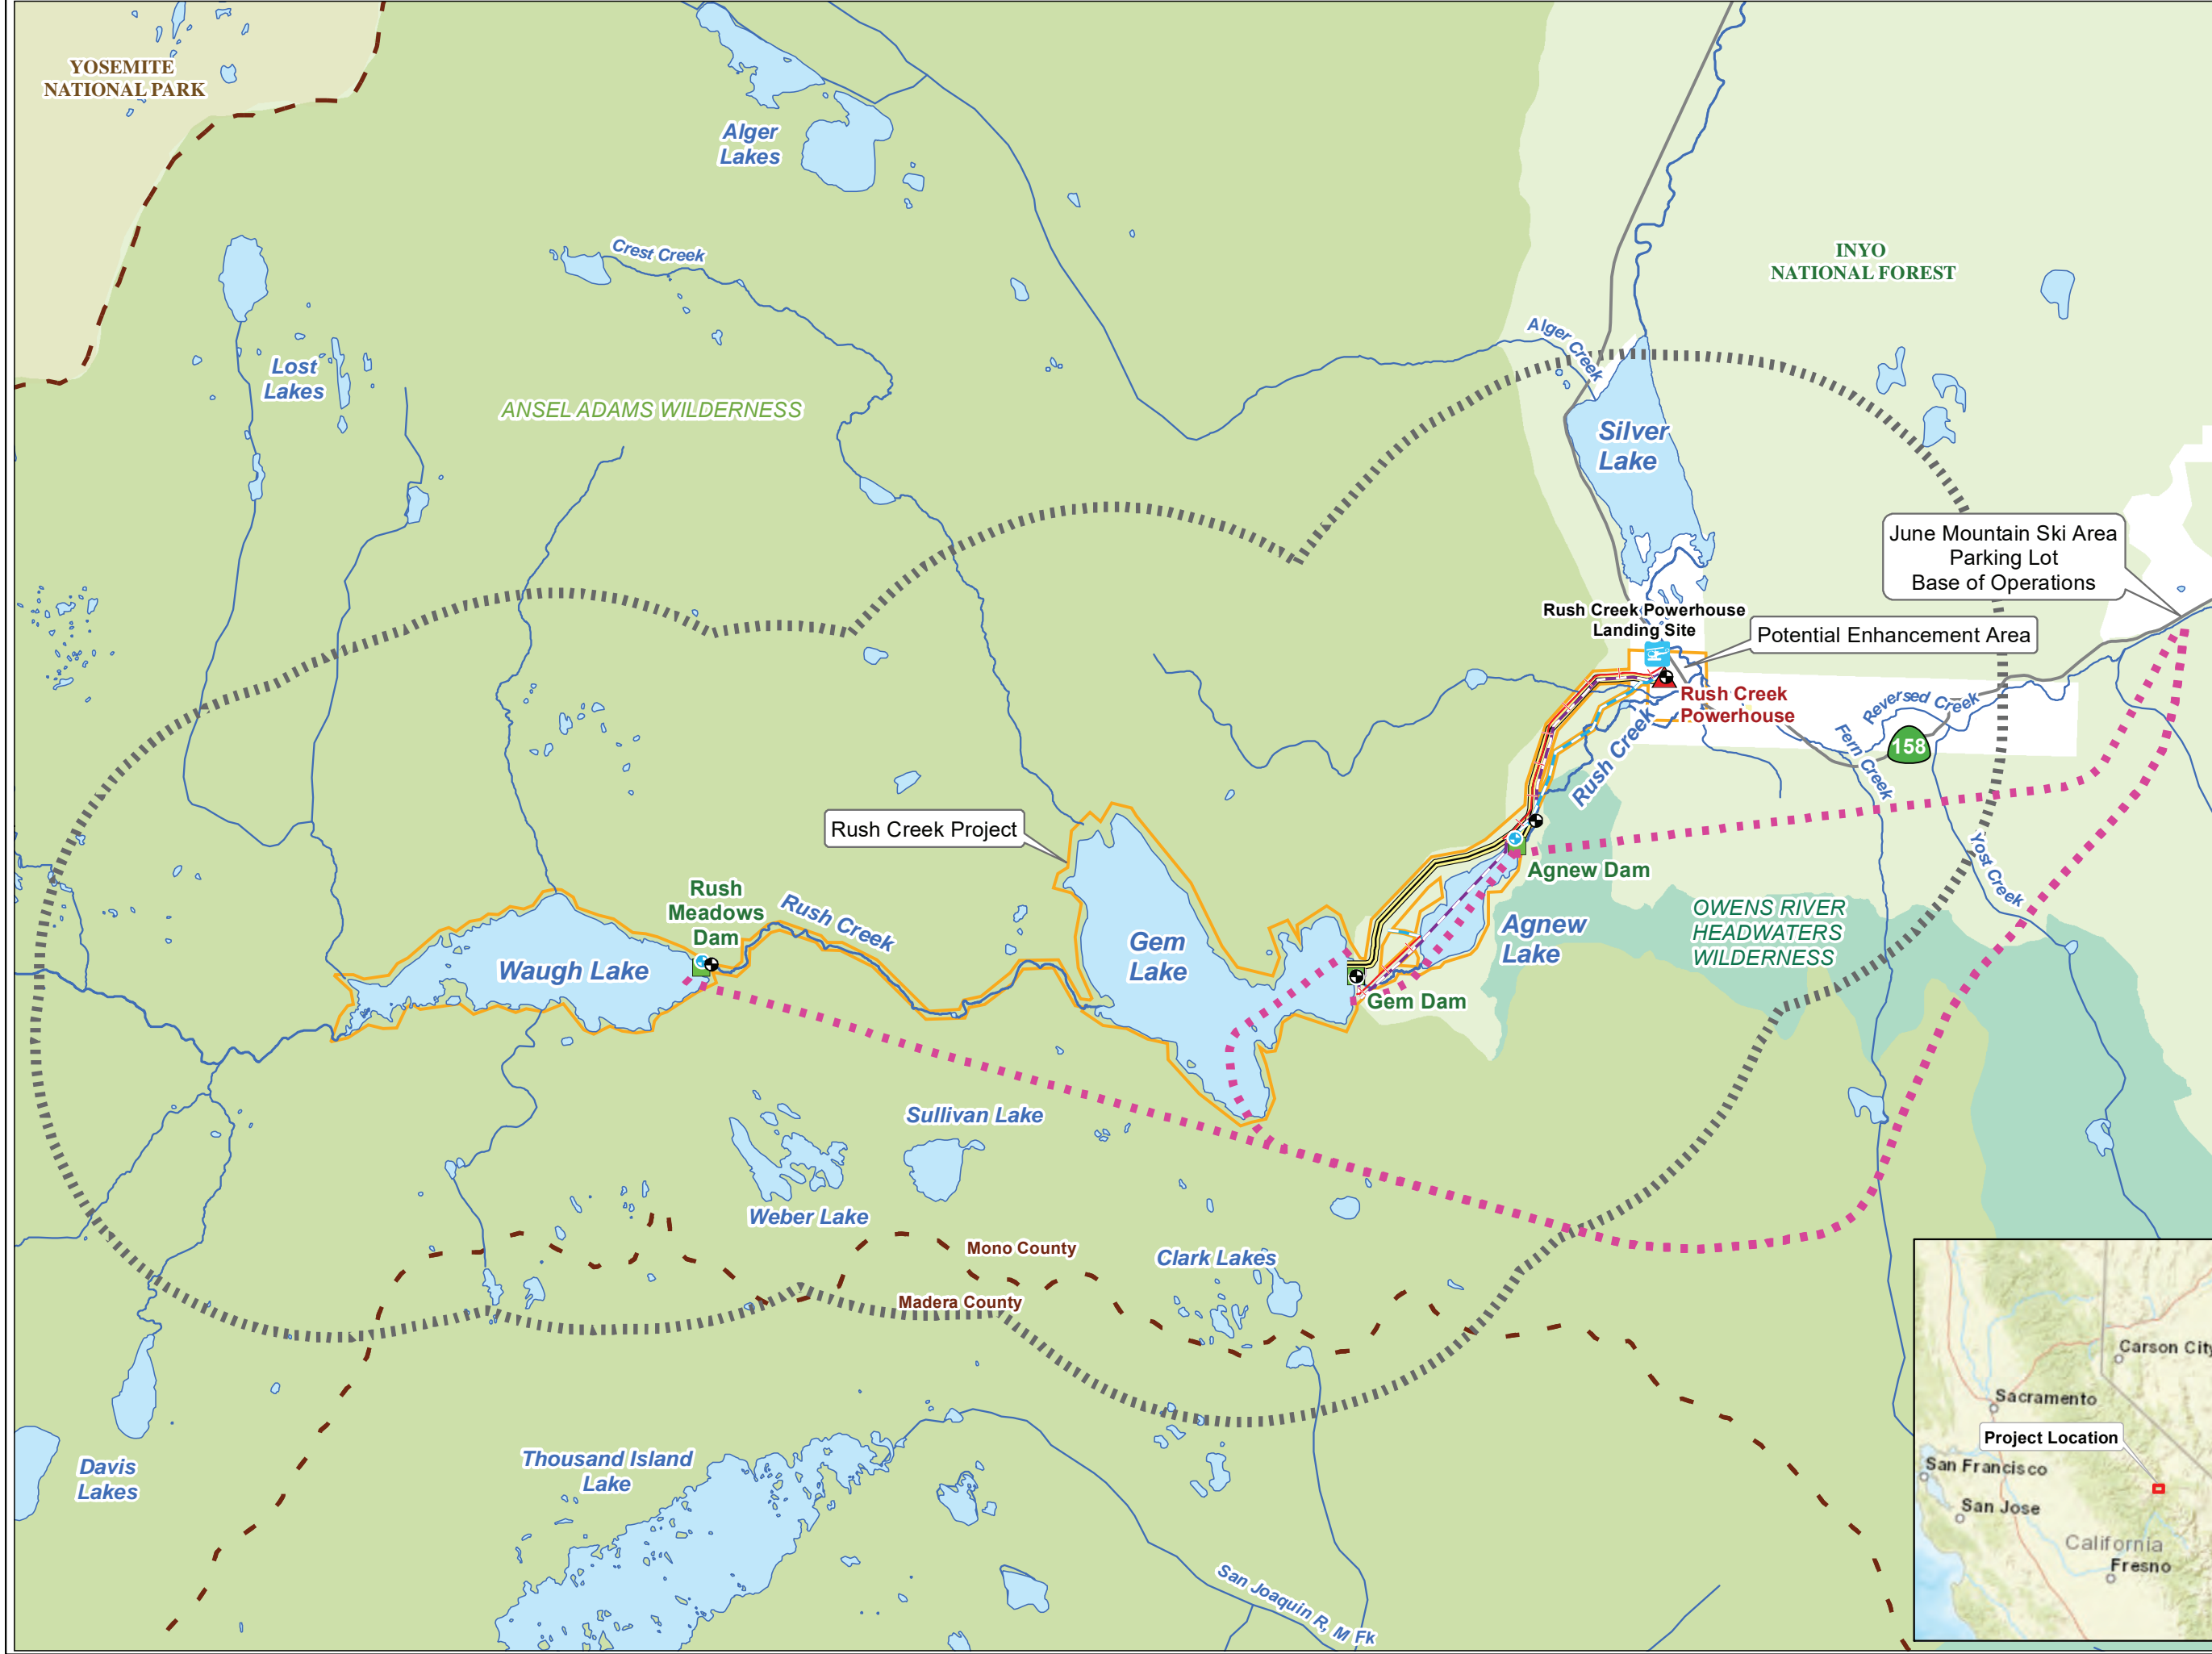 YOSEMITE
NATIONAL PARK
Alger
Lakes
Crest Creek
INYO
NATIONAL FOREST
Lost
Lakes
ANSEL ADAMS WILDERNESS
Alger Creek
Silver
Lake
June Mountain Ski Area
Parking Lot
Base of Operations
Rush Creek Powerhouse
Landing Site
Potential Enhancement Area
Rush Creek
Powerhouse
Reversed Creek
158
Fern Creek
Rush Creek
Rush Creek Project
Yost Creek
Agnew Dam
Rush
Meadows
Dam
Rush Creek
OWENS RIVER
HEADWATERS
WILDERNESS
Agnew
Lake
Gem
Lake
Waugh Lake
Gem Dam
Sullivan Lake
Weber Lake
Mono County
Clark Lakes
Madera County
Carson City
Sacramento
Project Location
San Francisco
San Jose
California
Fresno
Thousand Island
Lake
Davis
Lakes
San Joaquin R, M Fk